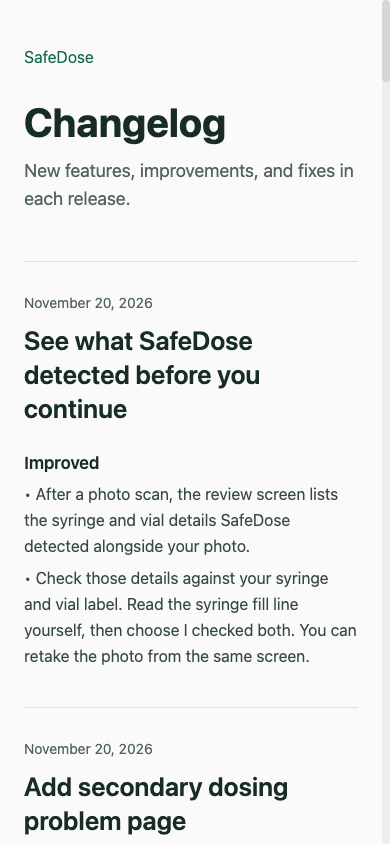 SafeDose
Changelog
New features, improvements, and fixes in
each release.
November 20, 2026
See what SafeDose
detected before you
continue
Improved
• After a photo scan, the review screen lists
the syringe and vial details SafeDose
detected alongside your photo.
• Check those details against your syringe
and vial label. Read the syringe fill line
yourself, then choose I checked both. You can
retake the photo from the same screen.
November 20, 2026
Add secondary dosing
problem page